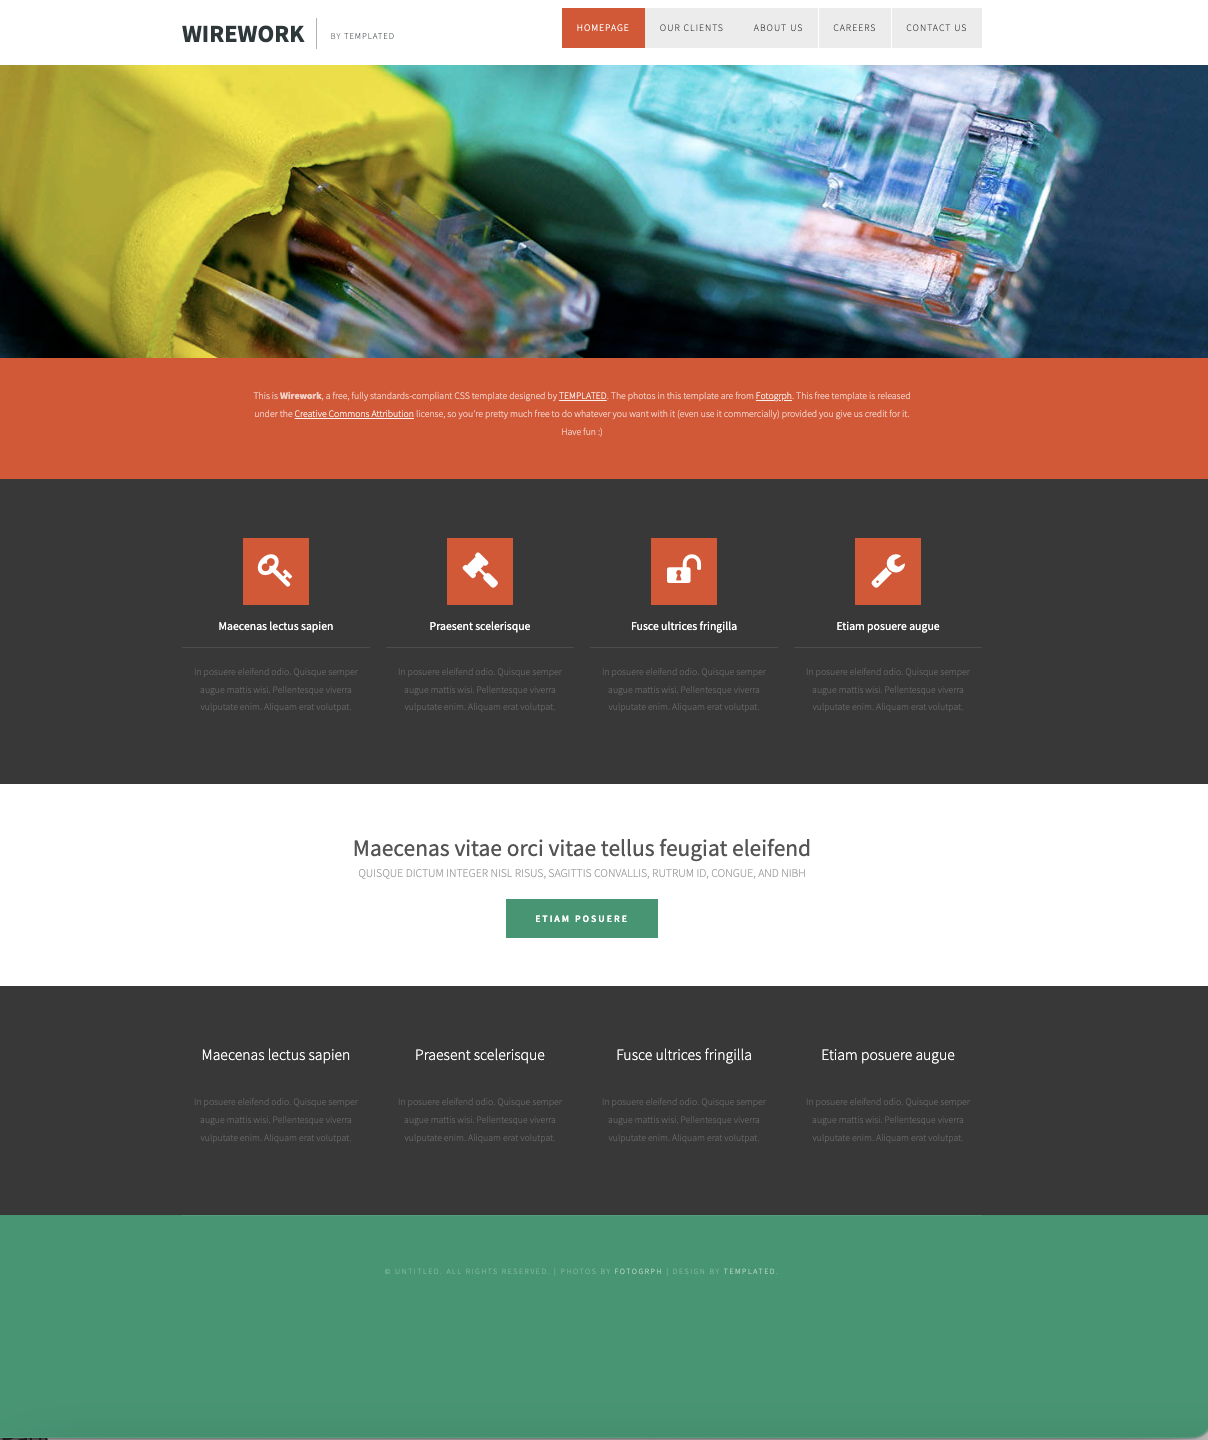 WIREWORK
BY TEMPLATED
HOMEPAGE
OUR CLIENTS
ABOUT US
CAREERS
CONTACT US
This is Wirework, a free, fully standards-compliant CSS template designed by TEMPLATED. The photos in this template are from Fotogrph. This free template is released
under the Creative Commons Attribution license, so you're pretty much free to do whatever you want with it (even use it commercially) provided you give us credit for it.
Have fun :)
Maecenas lectus sapien
In posuere eleifend odio. Quisque semper
augue mattis wisi. Pellentesque viverra
vulputate enim. Aliquam erat volutpat.
Praesent scelerisque
In posuere eleifend odio. Quisque semper
augue mattis wisi. Pellentesque viverra
vulputate enim. Aliquam erat volutpat.
Fusce ultrices fringilla
In posuere eleifend odio. Quisque semper
augue mattis wisi. Pellentesque viverra
vulputate enim. Aliquam erat volutpat.
Etiam posuere augue
In posuere eleifend odio. Quisque semper
augue mattis wisi. Pellentesque viverra
vulputate enim. Aliquam erat volutpat.
Maecenas vitae orci vitae tellus feugiat eleifend
QUISQUE DICTUM INTEGER NISL RISUS, SAGITTIS CONVALLIS, RUTRUM ID, CONGUE, AND NIBH
ETIAM POSUERE
Maecenas lectus sapien
In posuere eleifend odio. Quisque semper
augue mattis wisi. Pellentesque viverra
vulputate enim. Aliquam erat volutpat.
Praesent scelerisque
In posuere eleifend odio. Quisque semper
augue mattis wisi. Pellentesque viverra
vulputate enim. Aliquam erat volutpat.
Fusce ultrices fringilla
In posuere eleifend odio. Quisque semper
augue mattis wisi. Pellentesque viverra
vulputate enim. Aliquam erat volutpat.
Etiam posuere augue
In posuere eleifend odio. Quisque semper
augue mattis wisi. Pellentesque viverra
vulputate enim. Aliquam erat volutpat.
© UNTITLED. ALL RIGHTS RESERVED. | PHOTOS BY FOTOGRPH | DESIGN BY TEMPLATED.